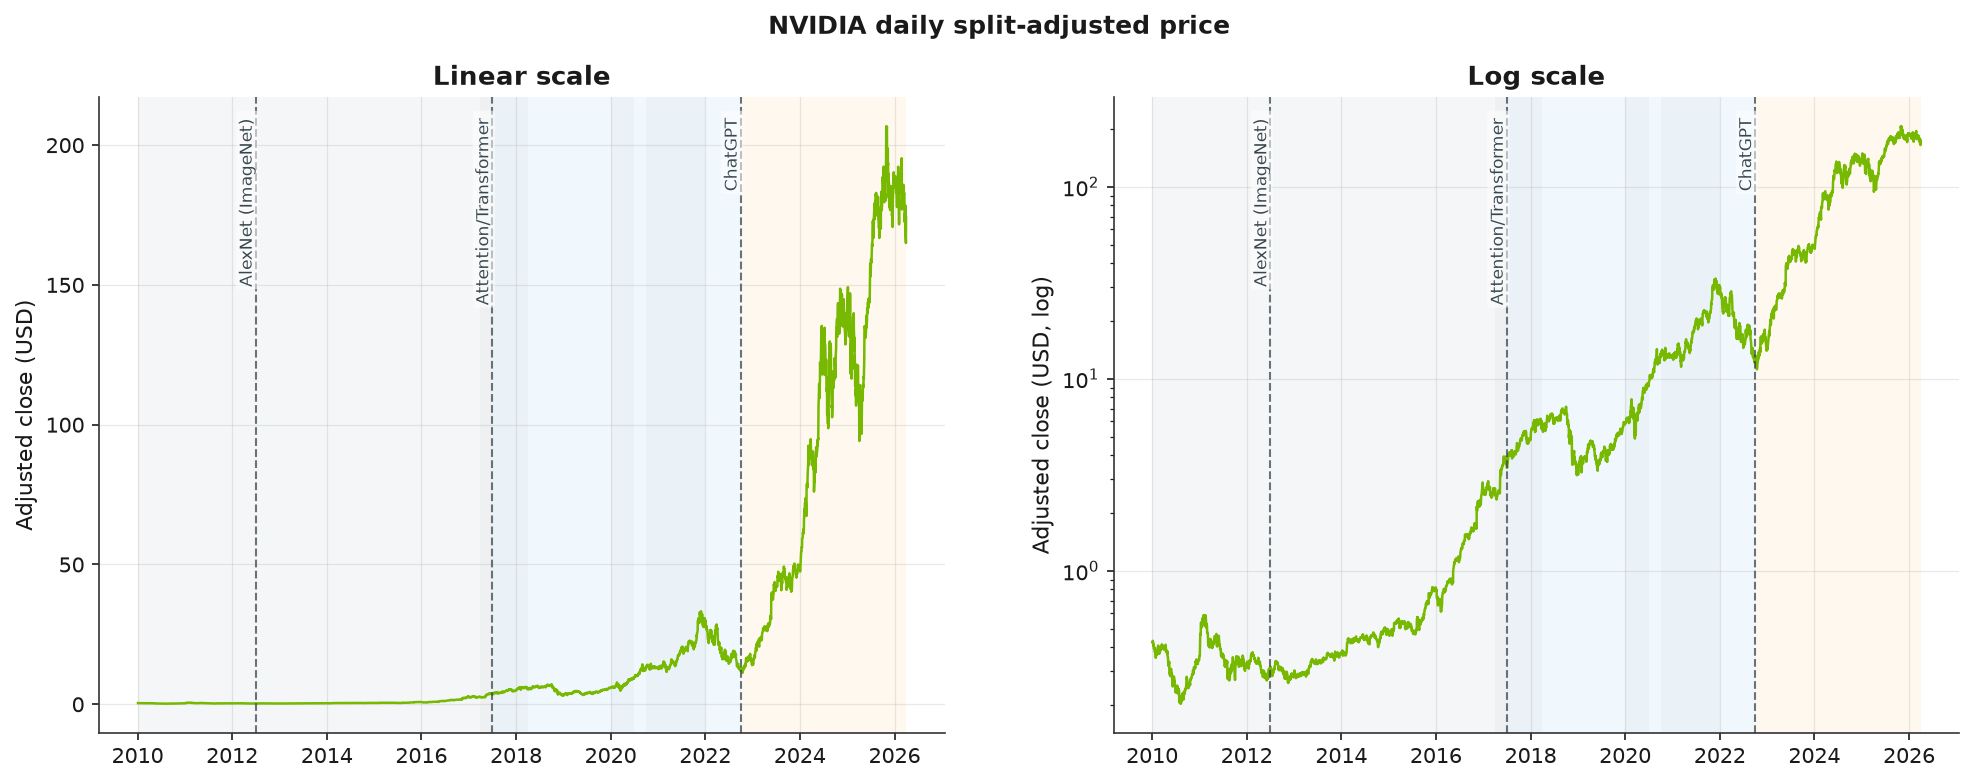 NVIDIA daily split-adjusted price
Linear scale
Adjusted close (USD)
200
150
100
50
0
AlexNet (ImageNet)
Attention/Transformer
ChatGPT
2010 2012 2014 2016 2018 2020 2022 2024 2026
Log scale
Adjusted close (USD, log)
10²
10¹
10⁰
AlexNet (ImageNet)
Attention/Transformer
ChatGPT
2010 2012 2014 2016 2018 2020 2022 2024 2026